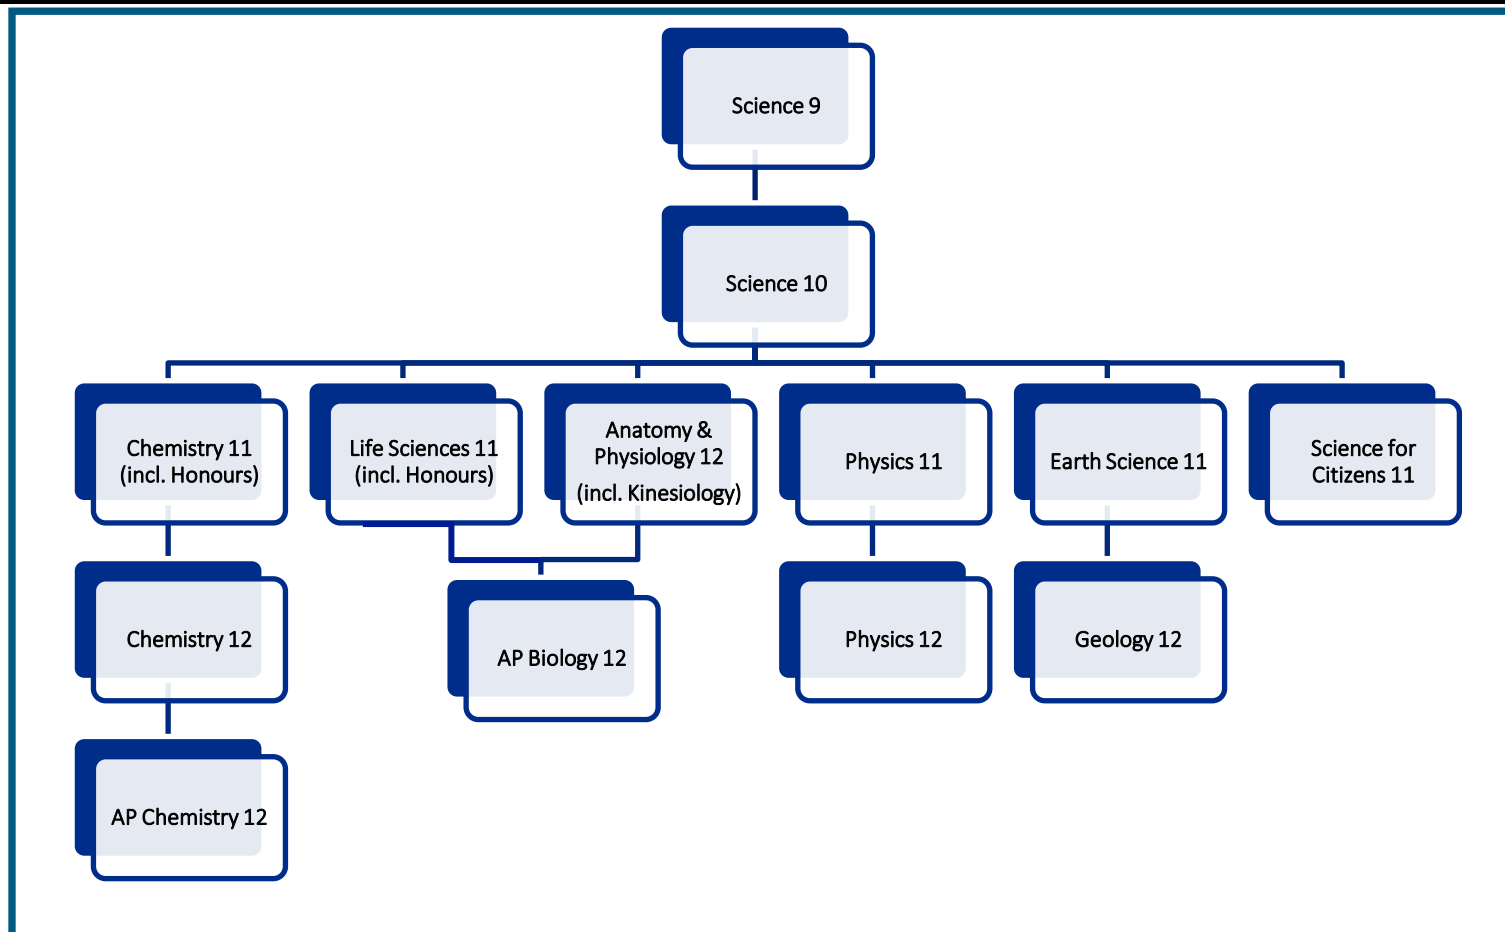 Science 9
Science 10
Chemistry 11
(incl. Honours)
Life Sciences 11
(incl. Honours)
Anatomy &
Physiology 12
(incl. Kinesiology)
Physics 11
Earth Science 11
Science for
Citizens 11
Chemistry 12
AP Biology 12
Physics 12
Geology 12
AP Chemistry 12